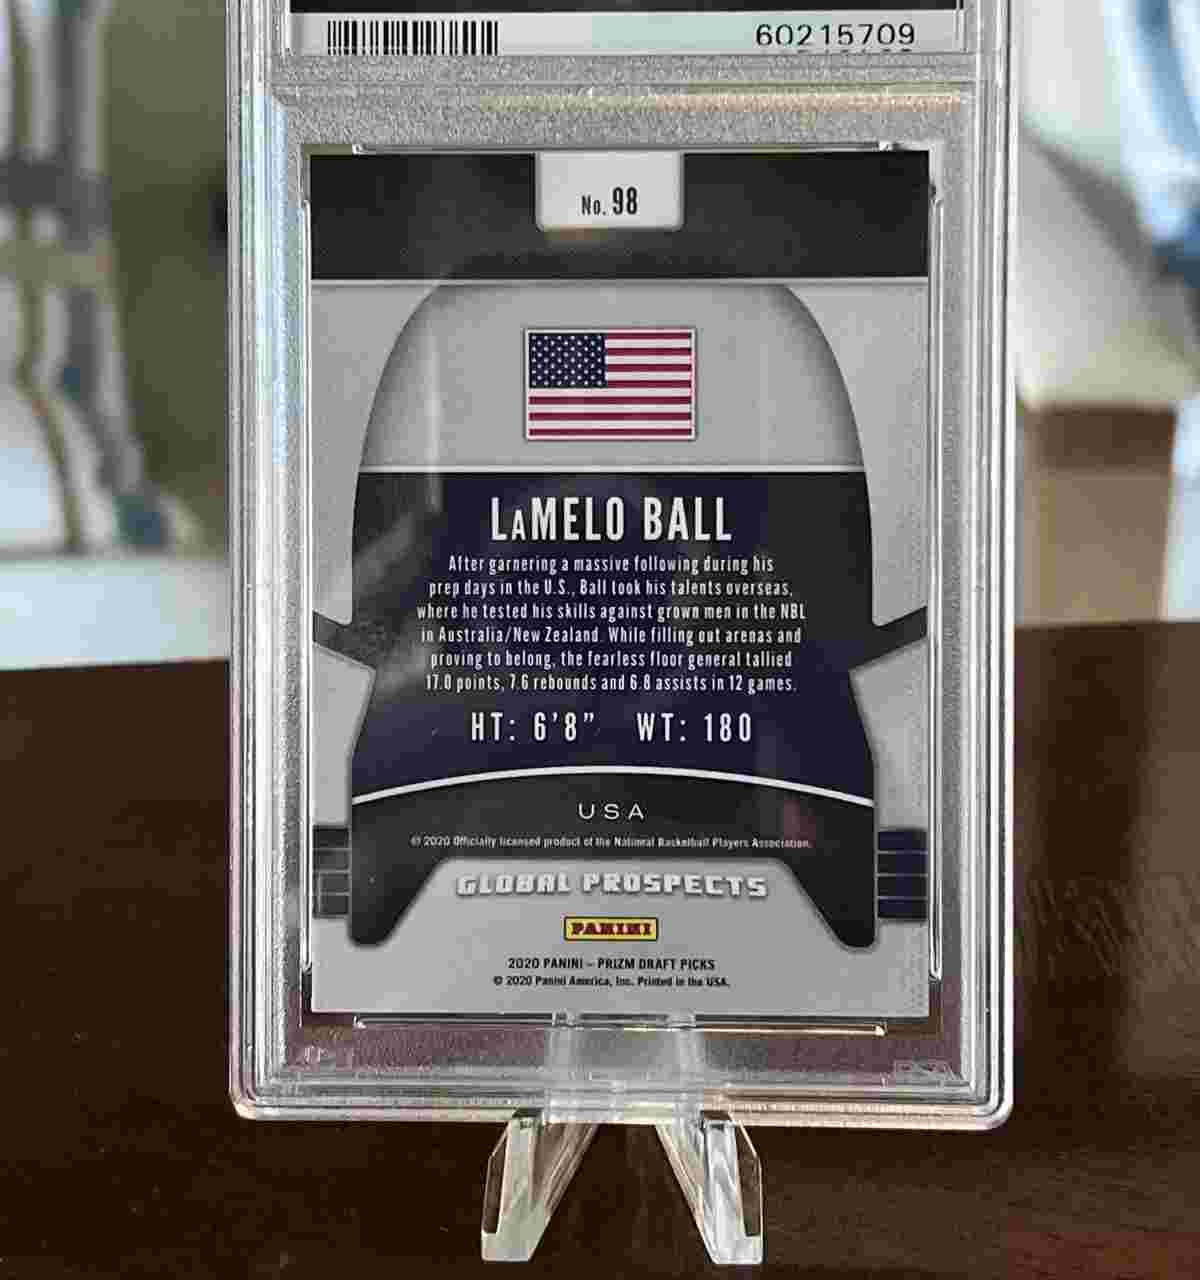 60215709
No. 98
LaMELO BALL
After garnering a massive following during his
prep days in the U.S., Ball took his talents overseas,
where he tested his skills against grown men in the NBL
in Australia/New Zealand. While filling out arenas and
proving to belong, the fearless floor general tallied
17.0 points, 7.6 rebounds and 6.8 assists in 12 games.
HT: 6'8” WT: 180
USA
© 2020 Officially licensed product of the National Basketball Players Association.
GLOBAL PROSPECTS
PANINI
2020 PANINI – PRIZM DRAFT PICKS
© 2020 Panini America, Inc. Printed in the USA.